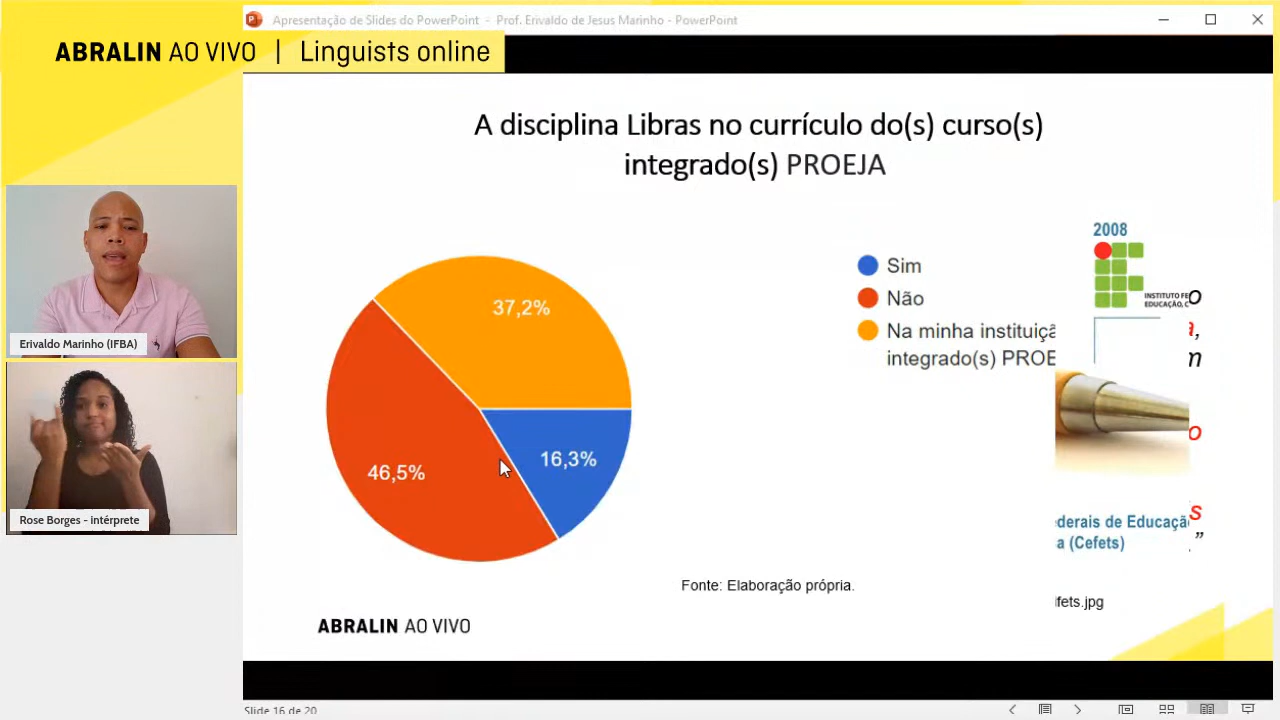 Apresentação de Slides do PowerPoint - Prof. Erivaldo de Jesus Marinho - PowerPoint
ABRALIN AO VIVO | Linguists online
A disciplina Libras no currículo do(s) curso(s)
integrado(s) PROEJA
2008
INSTITUTO FE
EDUCAÇÃO, C
o
a,
m
o
s
”
Sim
Não
Na minha instituiçã
integrado(s) PROE
37,2%
46,5%
16,3%
ederais de Educaçã
a (Cefets)
Fonte: Elaboração própria.
ifets.jpg
ABRALIN AO VIVO
Erivaldo Marinho (IFBA)
Rose Borges - intérprete
Slide 16 de 20